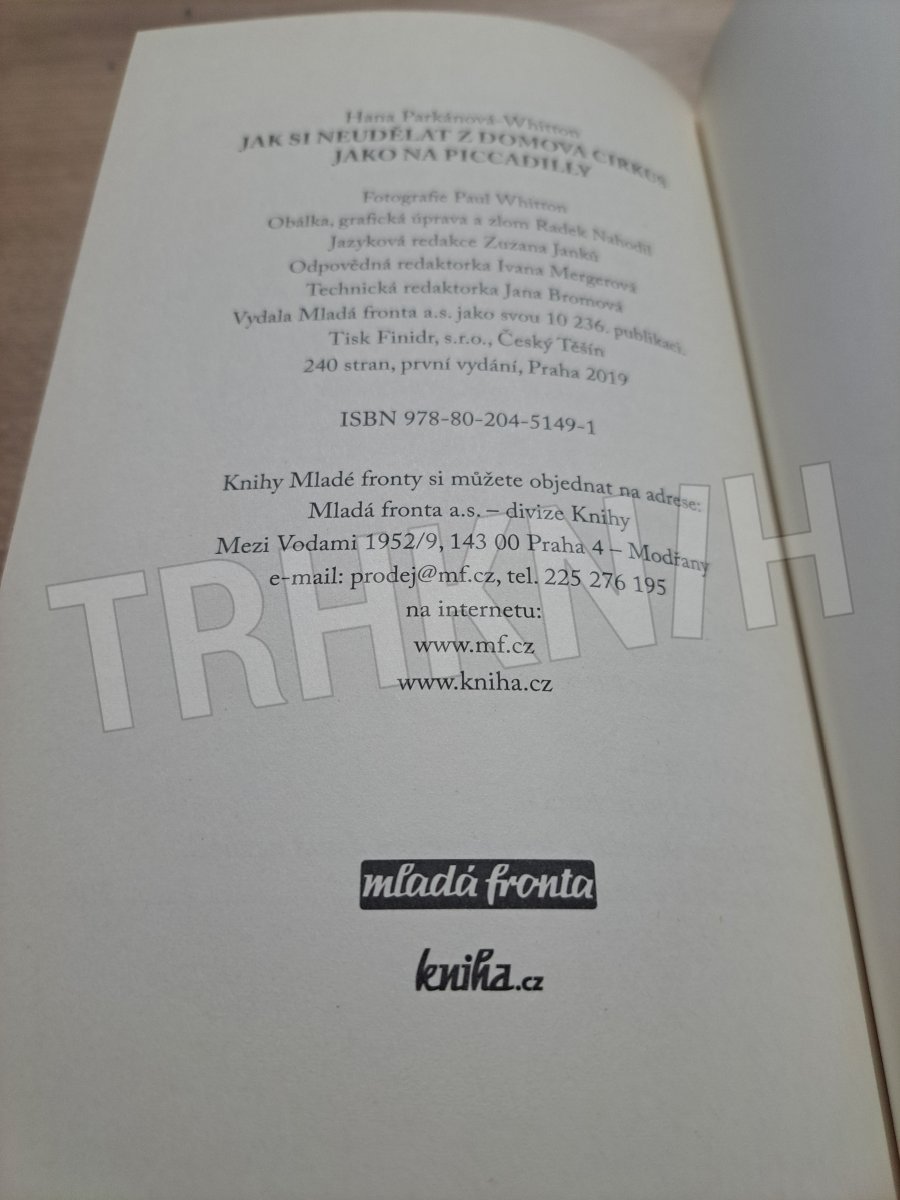 Hana Parkánová-Whitton
JAK SI NEUDĚLAT Z DOMOVA CIRKUS
JAKO NA PICCADILLY
Fotografie Paul Whitton
Obálka, grafická úprava a zlom Radek Nahodil
Jazyková redakce Zuzana Janků
Odpovědná redaktorka Ivana Mergerová
Technická redaktorka Jana Bromová
Vydala Mladá fronta a.s. jako svou 10 236. publikaci.
Tisk Finidr, s.r.o., Český Těšín
240 stran, první vydání, Praha 2019
ISBN 978-80-204-5149-1
Knihy Mladé fronty si můžete objednat na adrese:
Mladá fronta a.s. – divize Knihy
Mezi Vodami 1952/9, 143 00 Praha 4 – Modřany
e-mail: prodej@mf.cz, tel. 225 276 195
na internetu:
www.mf.cz
www.kniha.cz
TRHKNIH
mladá fronta
kniha.cz